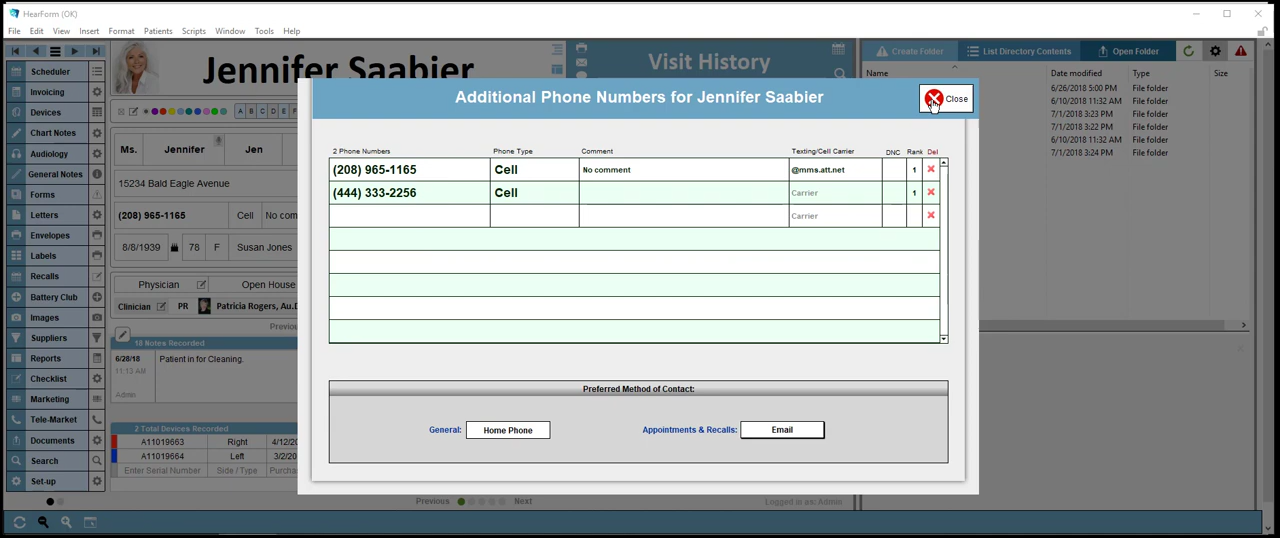 HearForm (OK)
File Edit View Insert Format Patients Scripts Window Tools Help
Jennifer Saabier
Visit History
Create Folder List Directory Contents Open Folder
Name Date modified Type Size
6/26/2018 5:00 PM File folder
6/10/2018 11:32 AM File folder
7/1/2018 3:23 PM File folder
7/1/2018 3:22 PM File folder
6/10/2018 11:32 AM File folder
7/1/2018 3:24 PM File folder
Scheduler
Invoicing
Devices
Chart Notes
Audiology
General Notes
Forms
Letters
Envelopes
Labels
Recalls
Battery Club
Images
Suppliers
Reports
Checklist
Marketing
Tele-Market
Documents
Search
Set-up
A B C D E F
Ms. Jennifer Jen
15234 Bald Eagle Avenue
(208) 965-1165 Cell No com
8/8/1939 78 F Susan Jones
Physician Open House
Clinician PR Patricia Rogers, Au.D
Previo
18 Notes Recorded
6/28/18 Patient in for Cleaning.
11:13 AM
Admin
2 Total Devices Recorded
A11019663 Right 4/12/20
A11019664 Left 3/2/20
Enter Serial Number Side / Type Purchas
Additional Phone Numbers for Jennifer Saabier
Close
2 Phone Numbers Phone Type Comment Texting/Cell Carrier DNC Rank Del
(208) 965-1165 Cell No comment @mms.att.net 1
(444) 333-2256 Cell Carrier 1
Carrier
Preferred Method of Contact:
General: Home Phone Appointments & Recalls: Email
Previous Next Logged in as: Admin